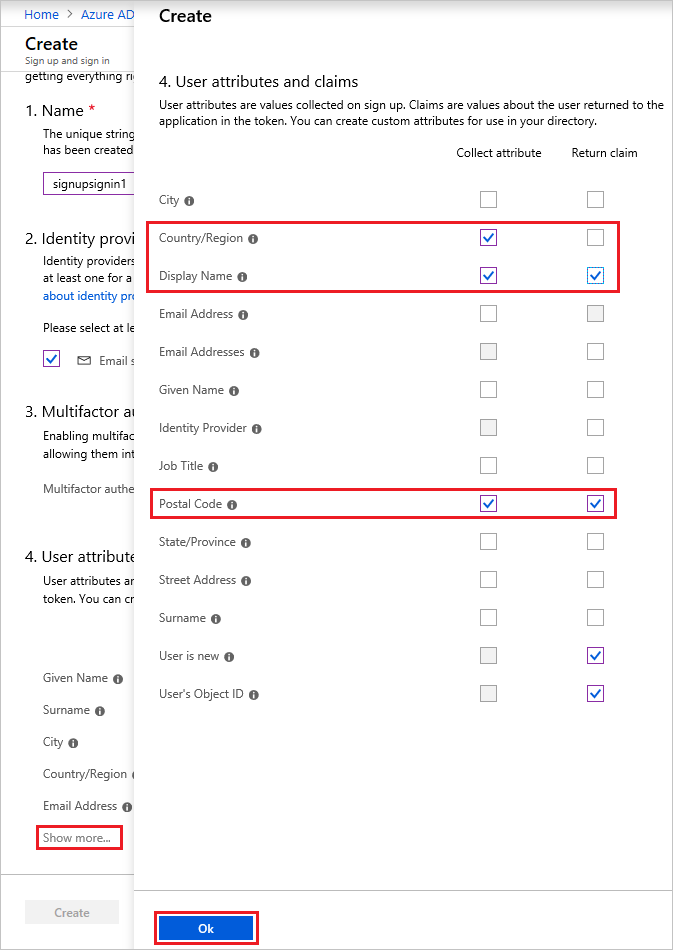 Home > Azure AD
Create
Sign up and sign in
getting everything ri
1. Name *
The unique string
has been created
signupsignin1
2. Identity provi
Identity providers
at least one for a
about identity pro
Please select at le
Email s
3. Multifactor au
Enabling multifac
allowing them int
Multifactor authe
4. User attribute
User attributes ar
token. You can cr
Given Name
Surname
City
Country/Region
Email Address
Show more...
Create
Create
4. User attributes and claims
User attributes are values collected on sign up. Claims are values about the user returned to the
application in the token. You can create custom attributes for use in your directory.
Collect attribute Return claim
City
Country/Region
Display Name
Email Address
Email Addresses
Given Name
Identity Provider
Job Title
Postal Code
State/Province
Street Address
Surname
User is new
User's Object ID
Ok